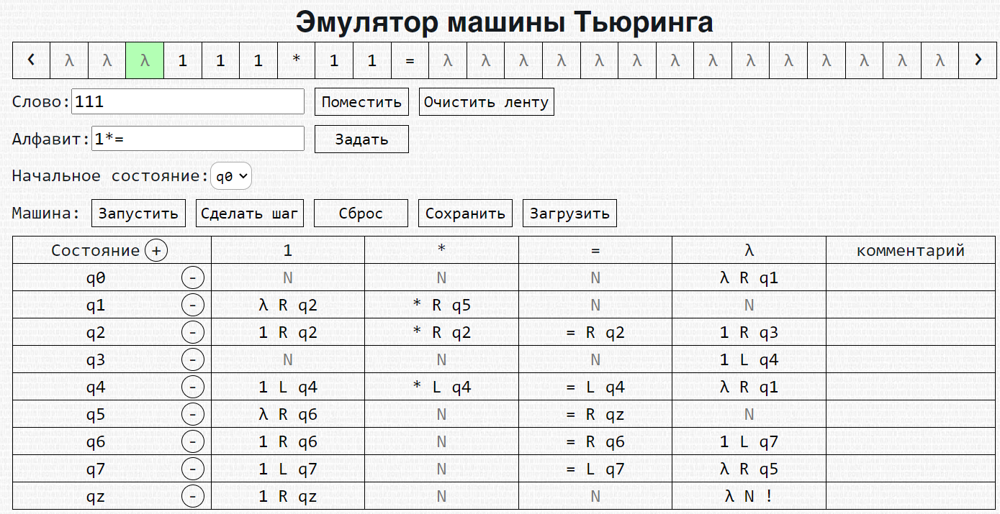 Эмулятор машины Тьюринга
< λ λ λ 1 1 1 * 1 1 = λ λ λ λ λ λ λ λ λ λ λ λ λ λ >
Слово: 111 Поместить Очистить ленту
Алфавит: 1*= Задать
Начальное состояние: q0
Машина: Запустить Сделать шаг Сброс Сохранить Загрузить
Состояние + 1 * = λ комментарий
q0 - N N N λ R q1
q1 - λ R q2 * R q5 N N
q2 - 1 R q2 * R q2 = R q2 1 R q3
q3 - N N N 1 L q4
q4 - 1 L q4 * L q4 = L q4 λ R q1
q5 - λ R q6 N = R qz N
q6 - 1 R q6 N = R q6 1 L q7
q7 - 1 L q7 N = L q7 λ R q5
qz - 1 R qz N N λ N !